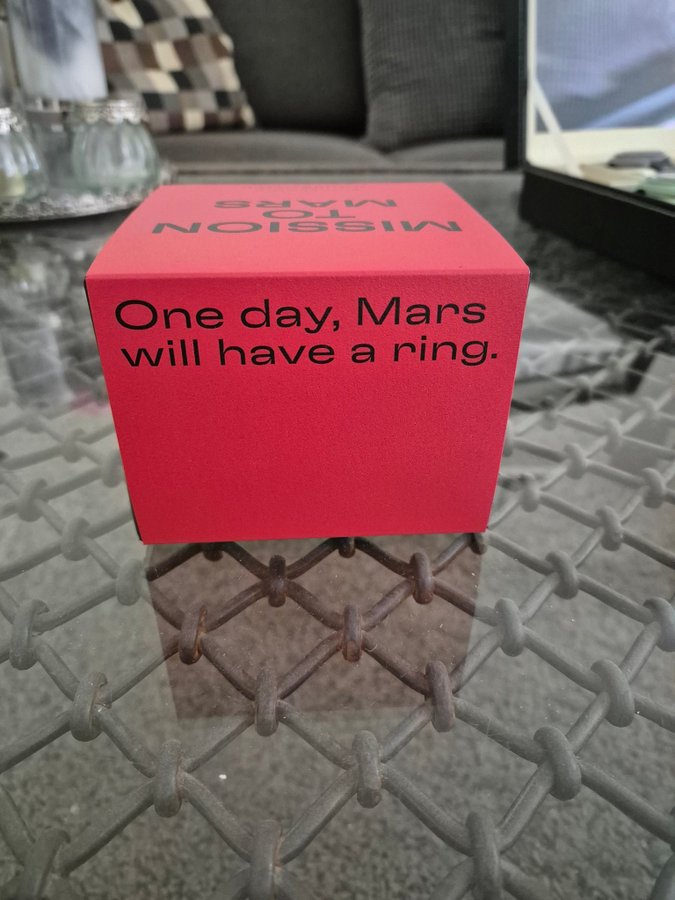 MISSION
TO
MARS
One day, Mars
will have a ring.